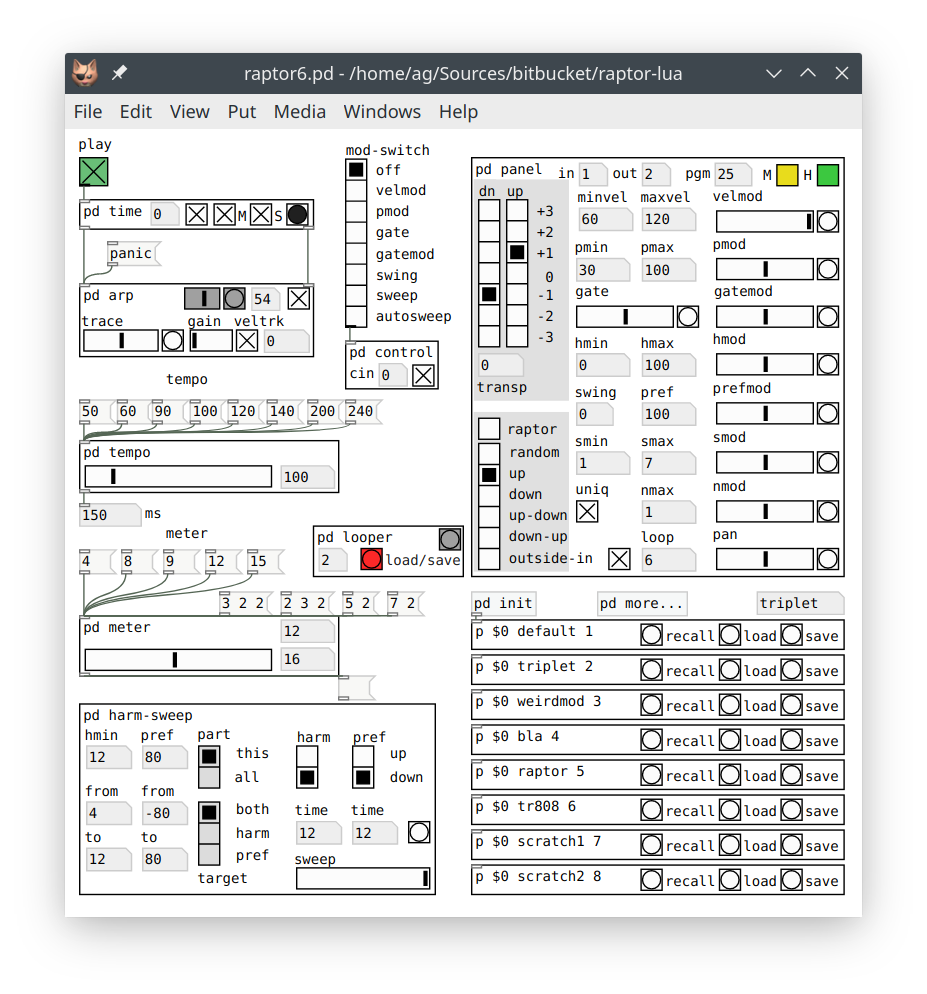 raptor6.pd - /home/ag/Sources/bitbucket/raptor-lua
File Edit View Put Media Windows Help
play
pd time 0 M S
panic
pd arp 54
trace gain veltrk
0
tempo
50 60 90 100 120 140 200 240
pd tempo
100
150 ms
meter
4 8 9 12 15
3 2 2 2 3 2 5 2 7 2
pd meter 12
16
mod-switch
off
velmod
pmod
gate
gatemod
swing
sweep
autosweep
pd control
cin 0
pd looper
2 load/save
pd harm-sweep
hmin pref part harm pref
12 80 this up
all down
from from
4 -80 both time time
to to harm 12 12
12 80 pref sweep
target
pd panel in 1 out 2 pgm 25 M H
dn up
+3
+2
+1
0
-1
-2
-3
0
transp
raptor
random
up
down
up-down
down-up
outside-in
minvel maxvel velmod
60 120
pmin pmax pmod
30 100
gate gatemod
hmin hmax hmod
0 100
swing pref prefmod
0 100
smin smax smod
1 7
uniq nmax nmod
1
loop pan
6
pd init pd more... triplet
p $0 default 1 recall load save
p $0 triplet 2 recall load save
p $0 weirdmod 3 recall load save
p $0 bla 4 recall load save
p $0 raptor 5 recall load save
p $0 tr808 6 recall load save
p $0 scratch1 7 recall load save
p $0 scratch2 8 recall load save